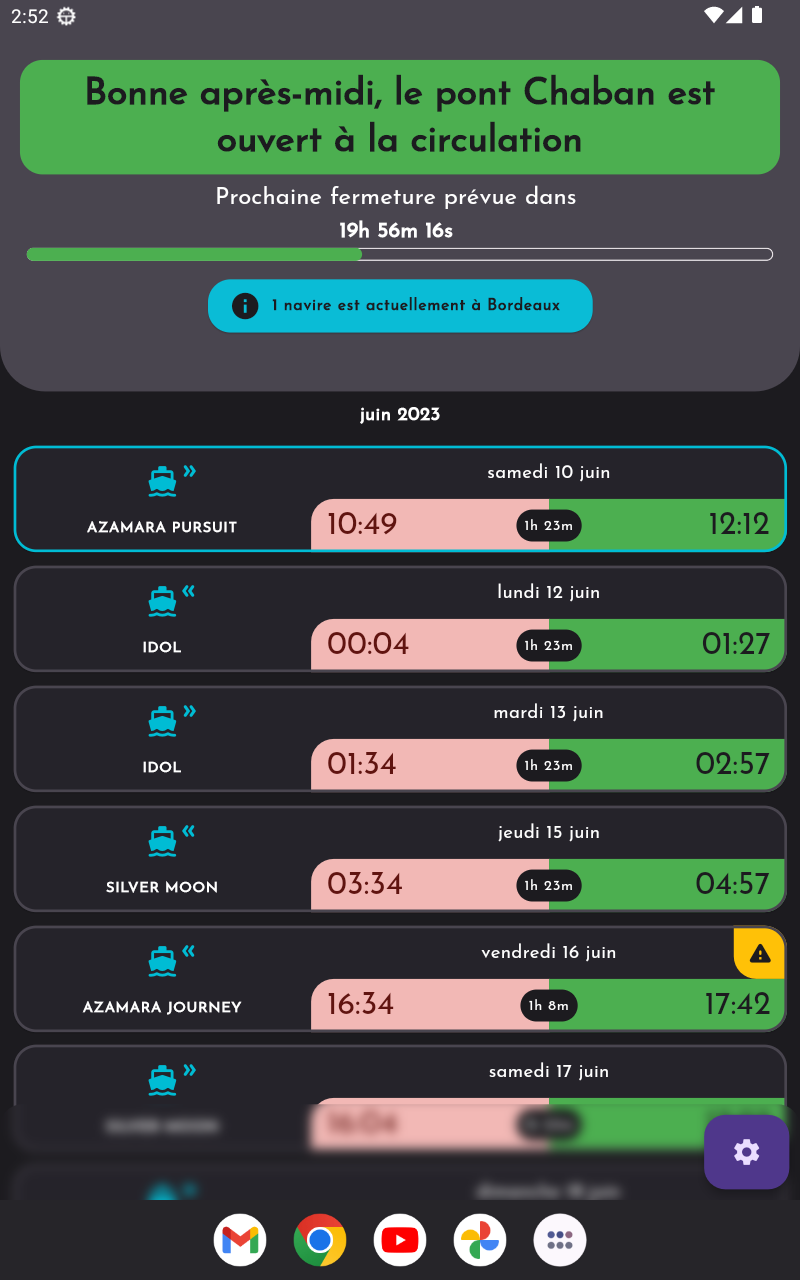 2:52
Bonne après-midi, le pont Chaban est
ouvert à la circulation
Prochaine fermeture prévue dans
19h 56m 16s
1 navire est actuellement à Bordeaux
juin 2023
samedi 10 juin
AZAMARA PURSUIT
10:49
1h 23m
12:12
lundi 12 juin
IDOL
00:04
1h 23m
01:27
mardi 13 juin
IDOL
01:34
1h 23m
02:57
jeudi 15 juin
SILVER MOON
03:34
1h 23m
04:57
vendredi 16 juin
AZAMARA JOURNEY
16:34
1h 8m
17:42
samedi 17 juin
SILVER MOON
16:04